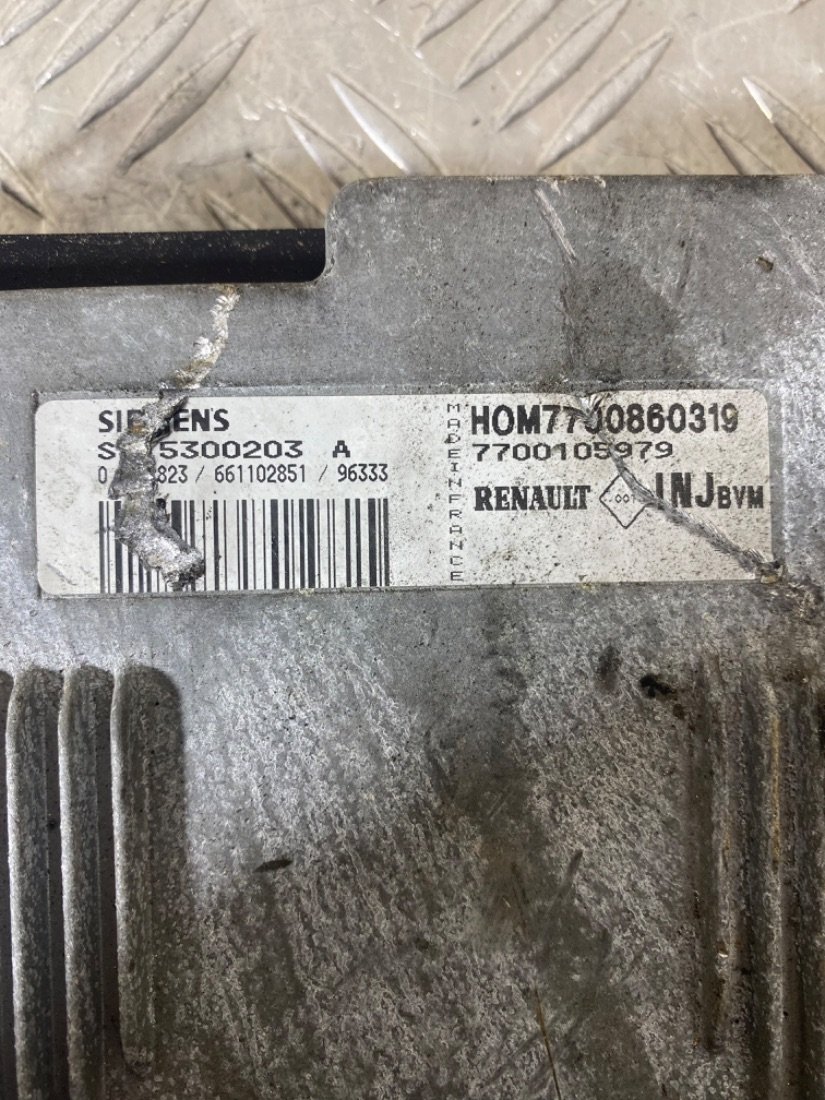 SIEMENS
5300203 A
823 / 661102851 / 96333
MADE IN FRANCE
HOM7700860319
7700105979
RENAULT INJ BVM